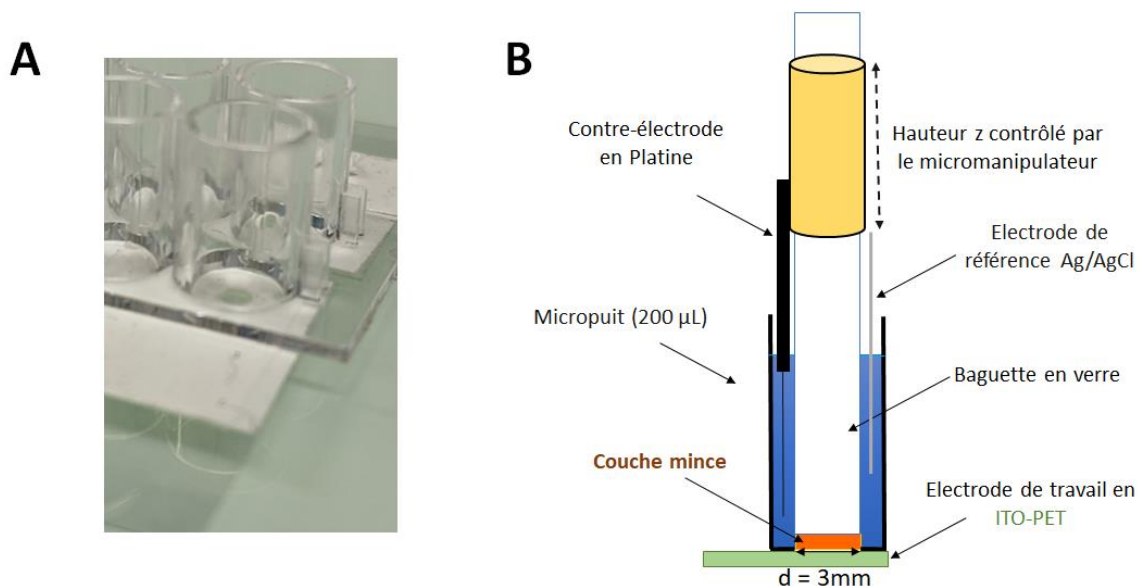 A
B
Contre-électrode
en Platine
Hauteur z contrôlé par
le micromanipulateur
Electrode de
référence Ag/AgCl
Micropuit (200 µL)
Baguette en verre
Couche mince
Electrode de travail en
ITO-PET
d = 3mm